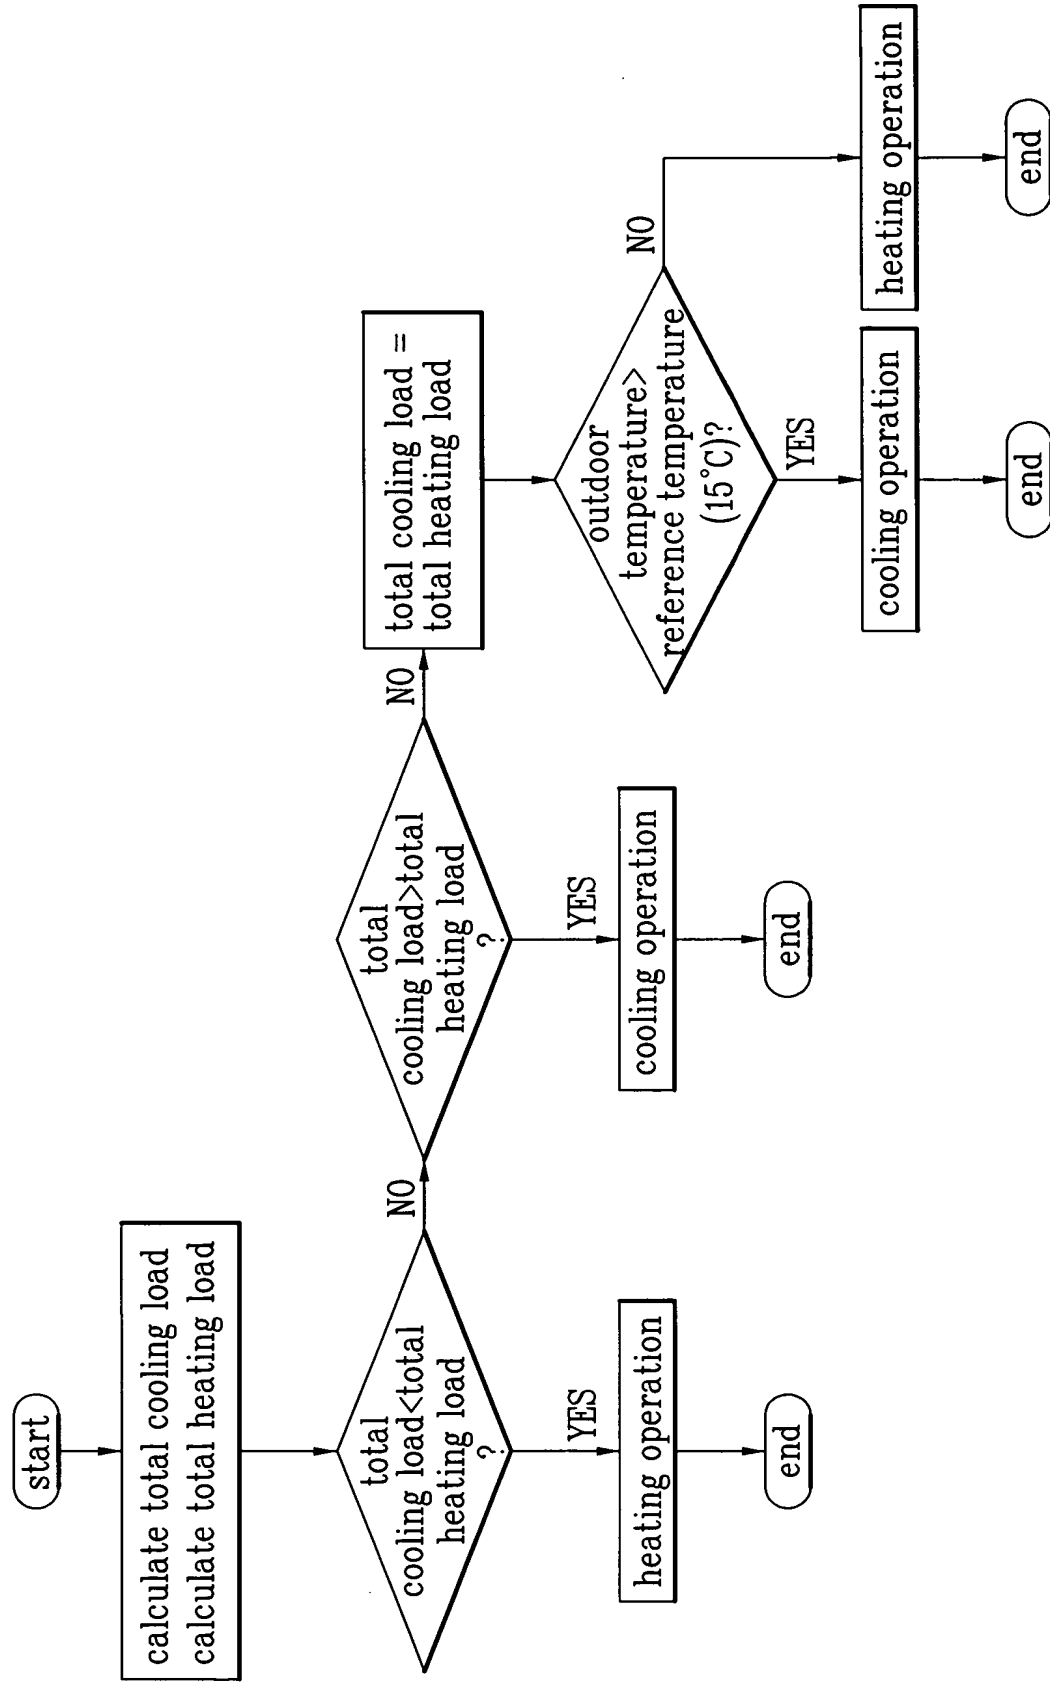 start
calculate total cooling load
calculate total heating load
total
cooling load<total
heating load
?
YES
heating operation
end
NO
total
cooling load>total
heating load
?
YES
cooling operation
end
NO
total cooling load =
total heating load
outdoor
temperature>
reference temperature
(15°C)?
YES
cooling operation
end
NO
heating operation
end